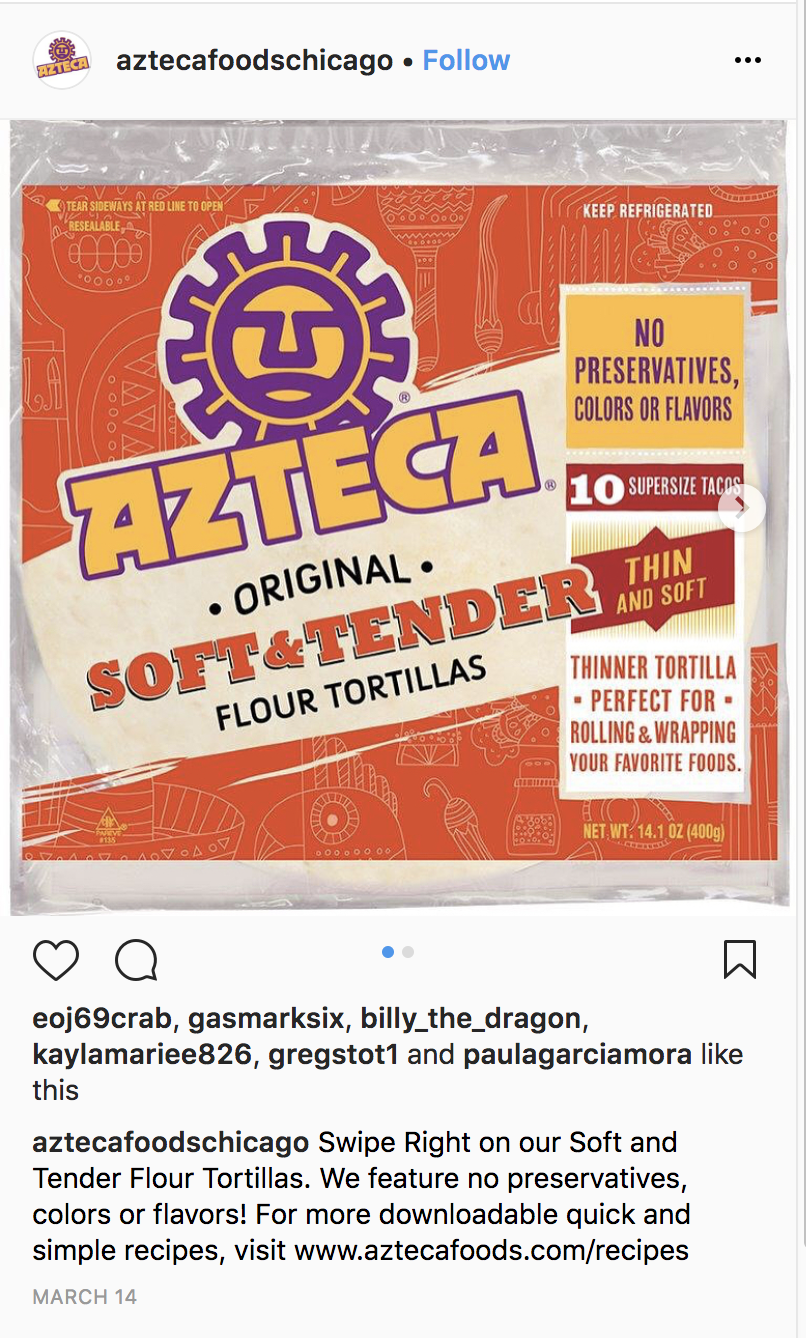 AZTECA
aztecafoodschicago • Follow
TEAR SIDEWAYS AT RED LINE TO OPEN
RESEALABLE
KEEP REFRIGERATED
NO
PRESERVATIVES,
COLORS OR FLAVORS
AZTECA®
10 SUPERSIZE TACOS
• ORIGINAL •
SOFT & TENDER
FLOUR TORTILLAS
THIN
AND SOFT
THINNER TORTILLA
• PERFECT FOR •
ROLLING & WRAPPING
YOUR FAVORITE FOODS.
PAREVE
#135
NET WT. 14.1 OZ (400g)
eoj69crab, gasmarksix, billy_the_dragon,
kaylamariee826, gregstot1 and paulagarciamora like
this
aztecafoodschicago Swipe Right on our Soft and
Tender Flour Tortillas. We feature no preservatives,
colors or flavors! For more downloadable quick and
simple recipes, visit www.aztecafoods.com/recipes
MARCH 14